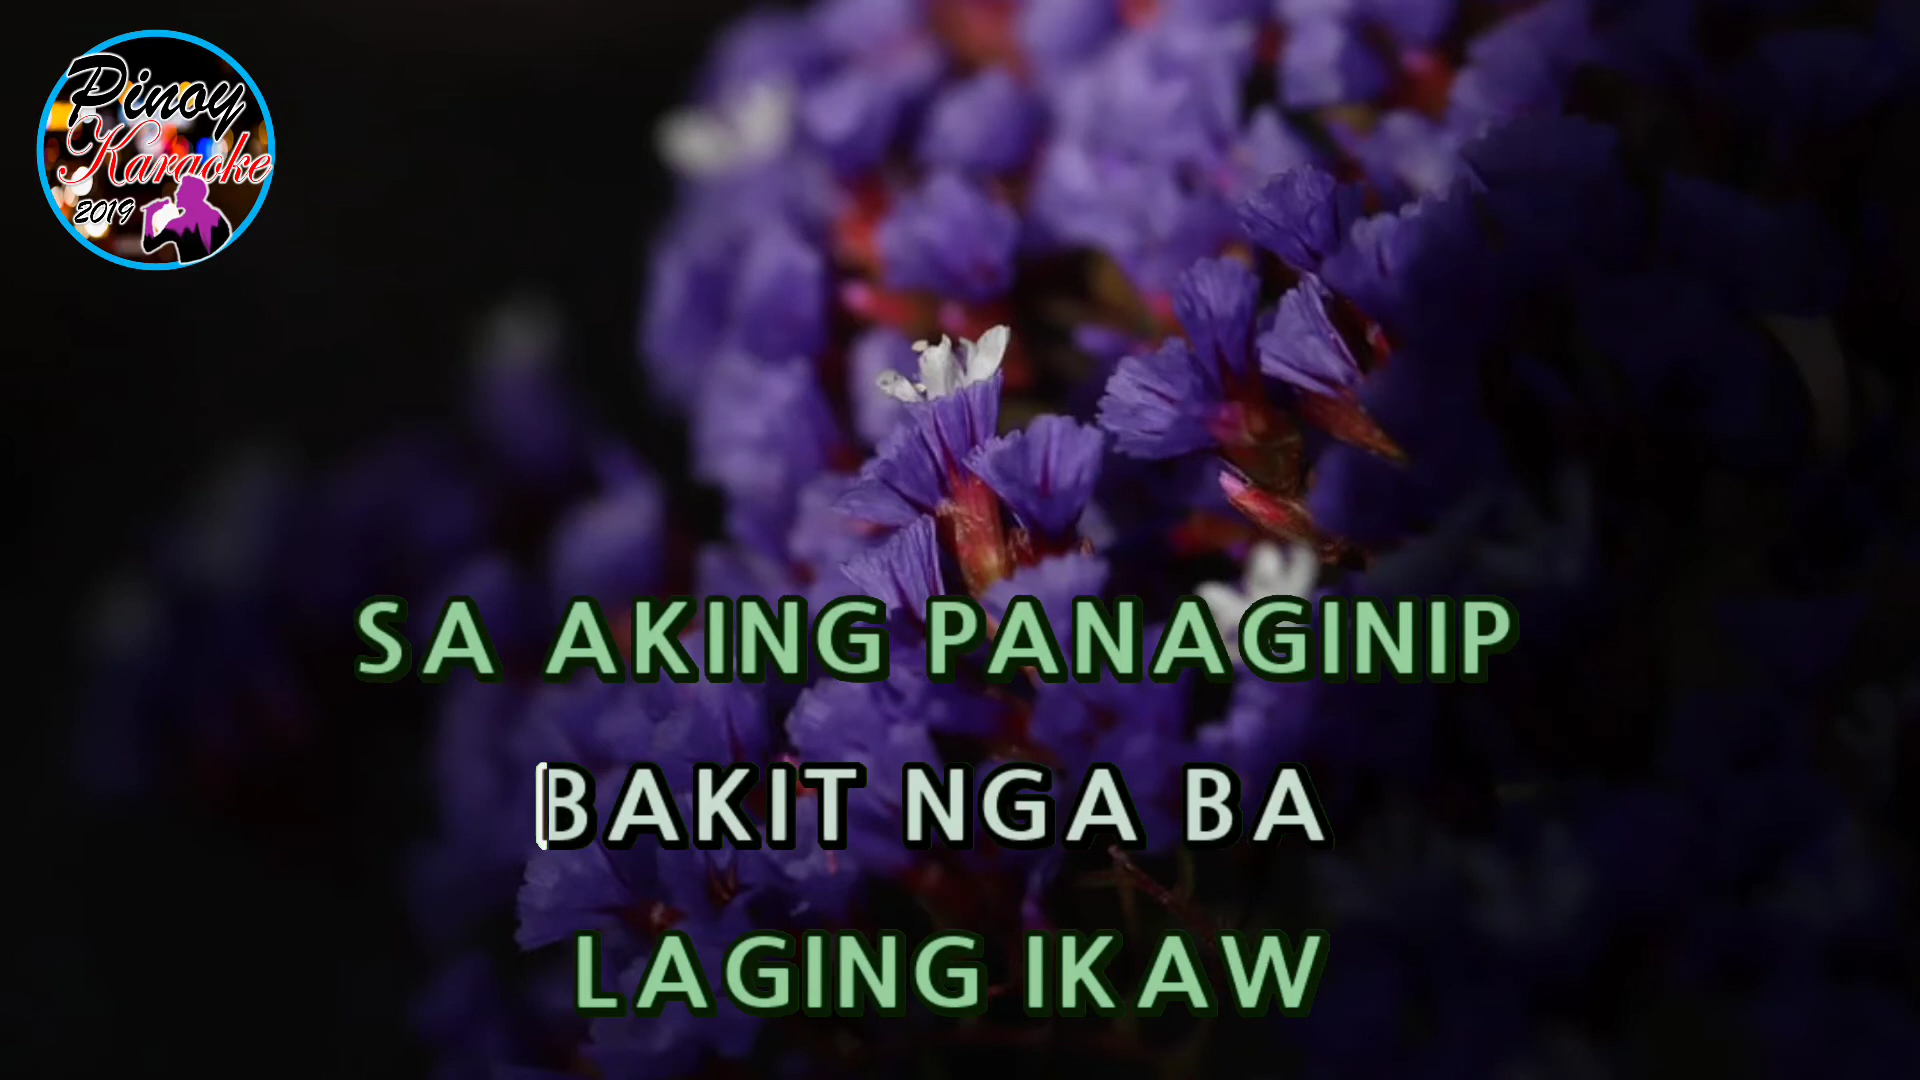 Pinoy
Karaoke
2019
SA AKING PANAGINIP
BAKIT NGA BA
LAGING IKAW